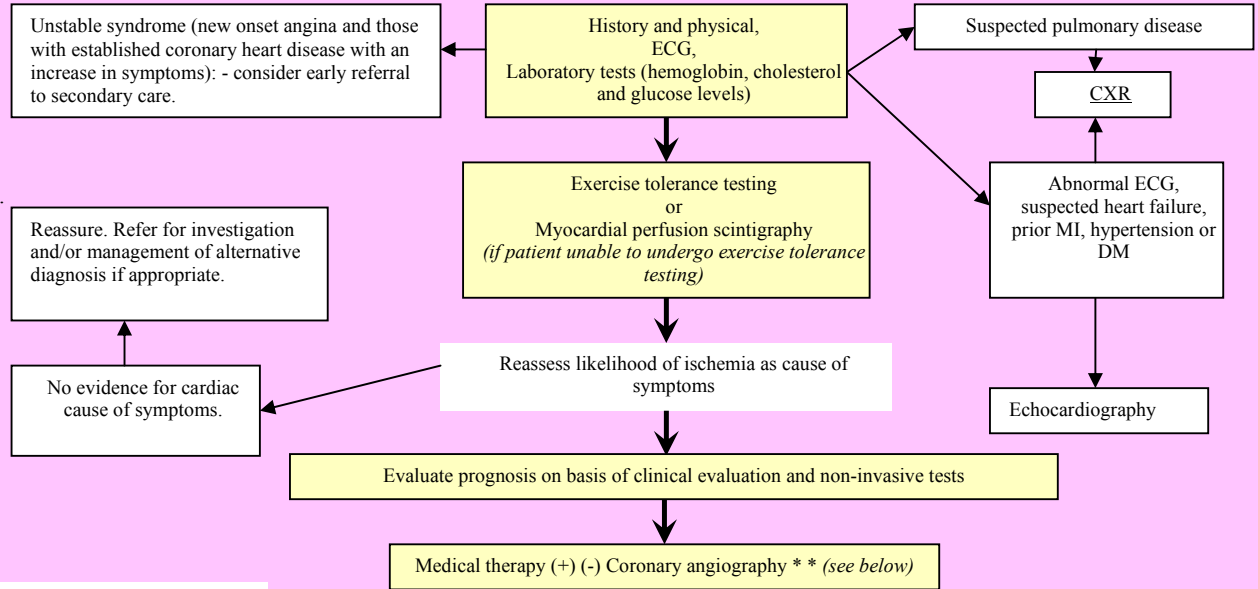 Unstable syndrome (new onset angina and those
with established coronary heart disease with an
increase in symptoms): - consider early referral
to secondary care.
History and physical,
ECG,
Laboratory tests (hemoglobin, cholesterol
and glucose levels)
Suspected pulmonary disease
CXR
Exercise tolerance testing
or
Myocardial perfusion scintigraphy
(if patient unable to undergo exercise tolerance
testing)
Abnormal ECG,
suspected heart failure,
prior MI, hypertension or
DM
Reassure. Refer for investigation
and/or management of alternative
diagnosis if appropriate.
Reassess likelihood of ischemia as cause of
symptoms
No evidence for cardiac
cause of symptoms.
Echocardiography
Evaluate prognosis on basis of clinical evaluation and non-invasive tests
Medical therapy (+) (-) Coronary angiography * * (see below)